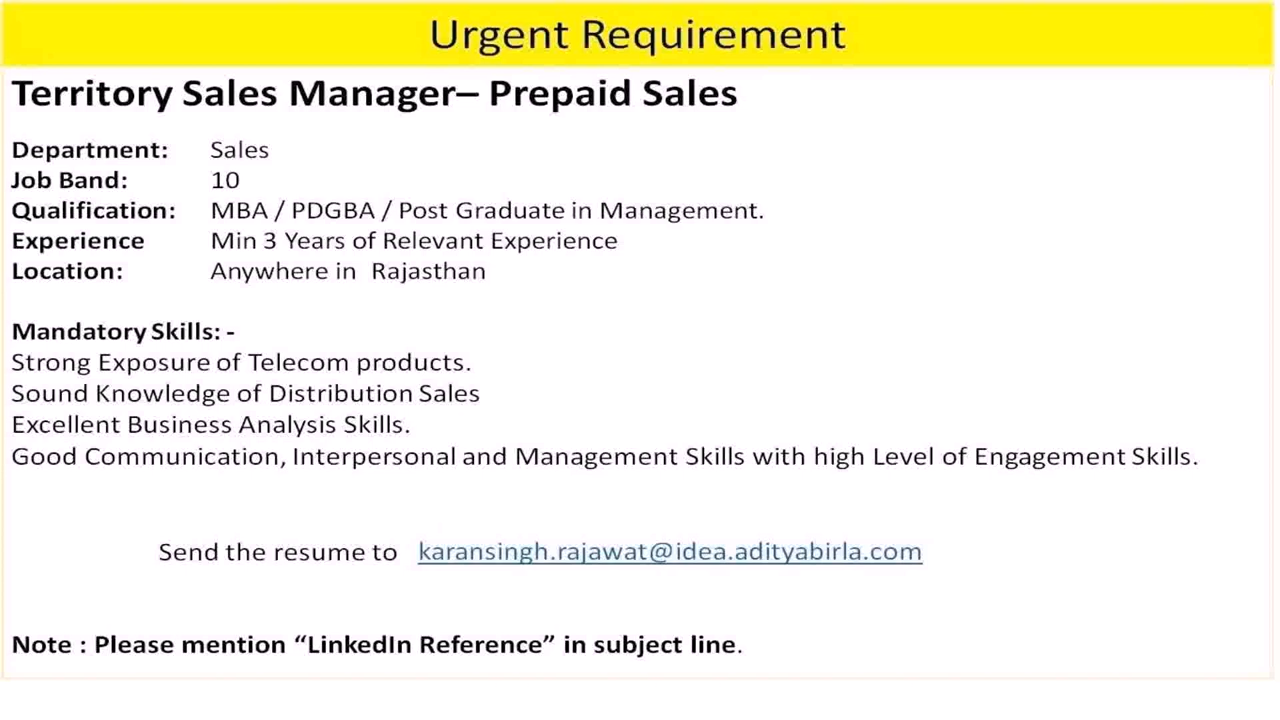 Urgent Requirement
Territory Sales Manager– Prepaid Sales
Department: Sales
Job Band: 10
Qualification: MBA / PDGBA / Post Graduate in Management.
Experience Min 3 Years of Relevant Experience
Location: Anywhere in Rajasthan
Mandatory Skills: -
Strong Exposure of Telecom products.
Sound Knowledge of Distribution Sales
Excellent Business Analysis Skills.
Good Communication, Interpersonal and Management Skills with high Level of Engagement Skills.
Send the resume to karansingh.rajawat@idea.adityabirla.com
Note : Please mention “LinkedIn Reference” in subject line.